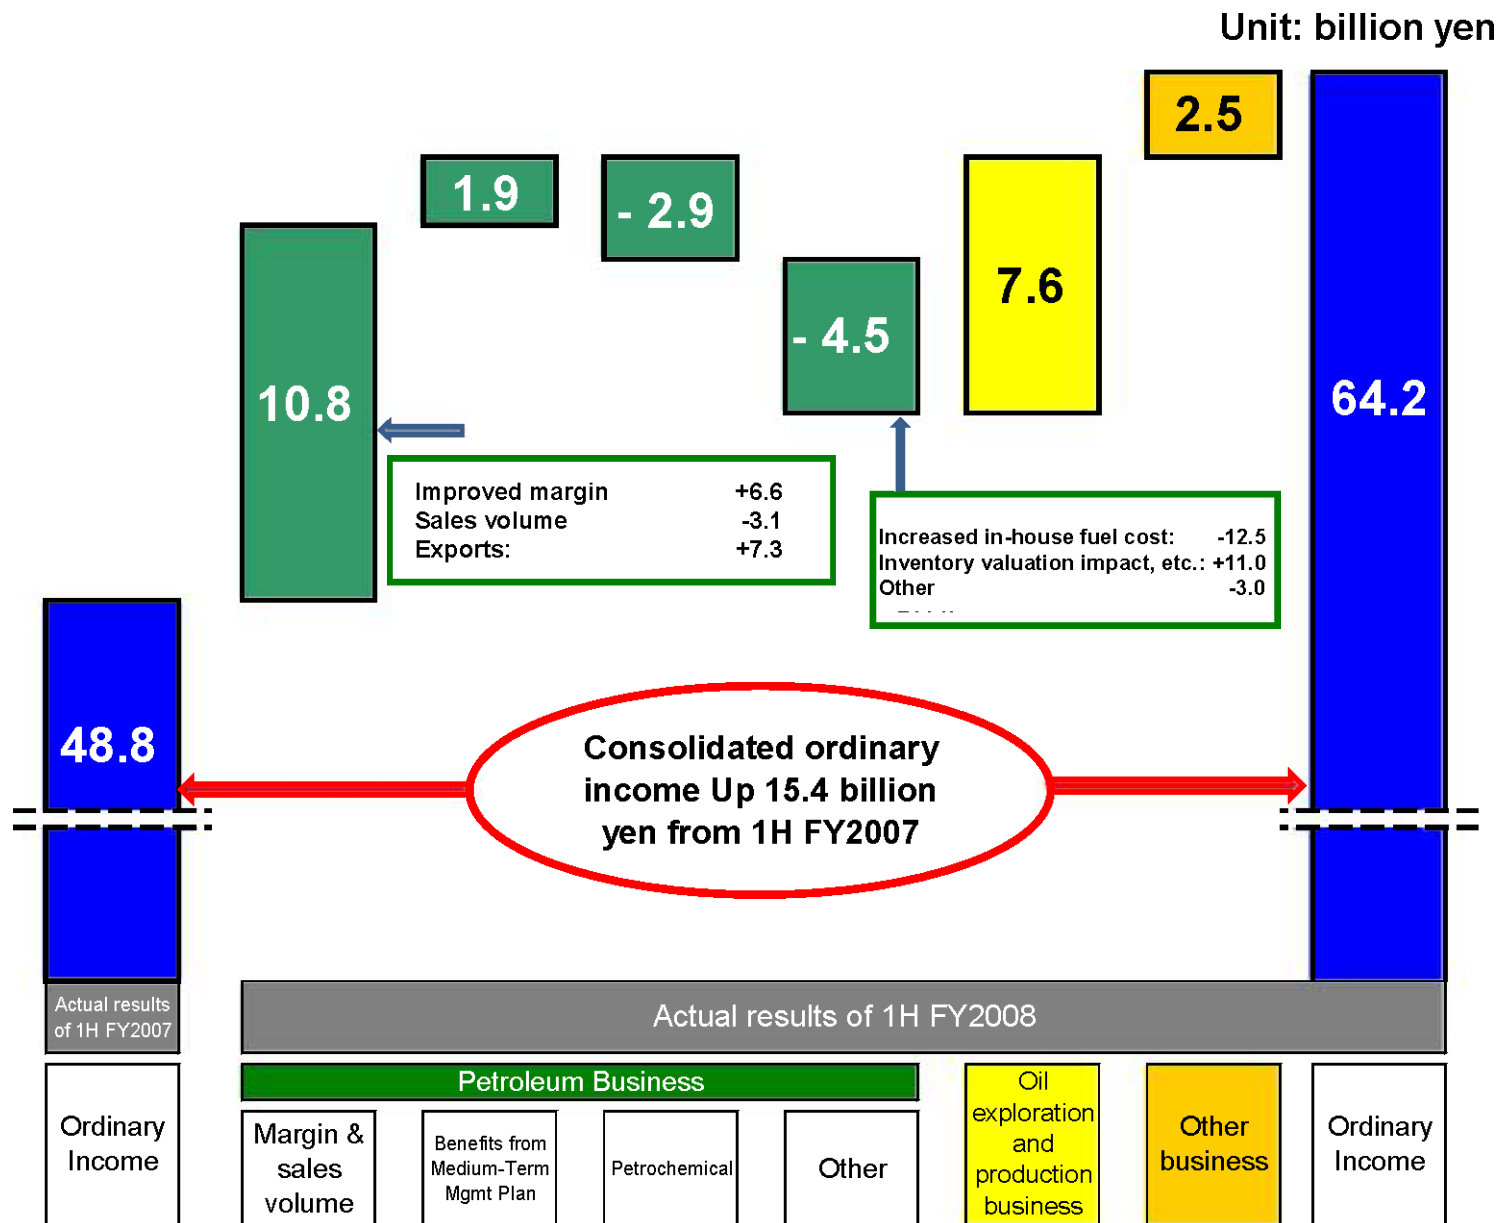 Unit: billion yen
2.5
1.9
- 2.9
7.6
- 4.5
10.8
64.2
Improved margin +6.6
Sales volume -3.1
Exports: +7.3
Increased in-house fuel cost: -12.5
Inventory valuation impact, etc.: +11.0
Other -3.0
48.8
Consolidated ordinary
income Up 15.4 billion
yen from 1H FY2007
Actual results
of 1H FY2007
Actual results of 1H FY2008
Petroleum Business
Ordinary
Income
Margin &
sales
volume
Benefits from
Medium-Term
Mgmt Plan
Petrochemical
Other
Oil
exploration
and
production
business
Other
business
Ordinary
Income